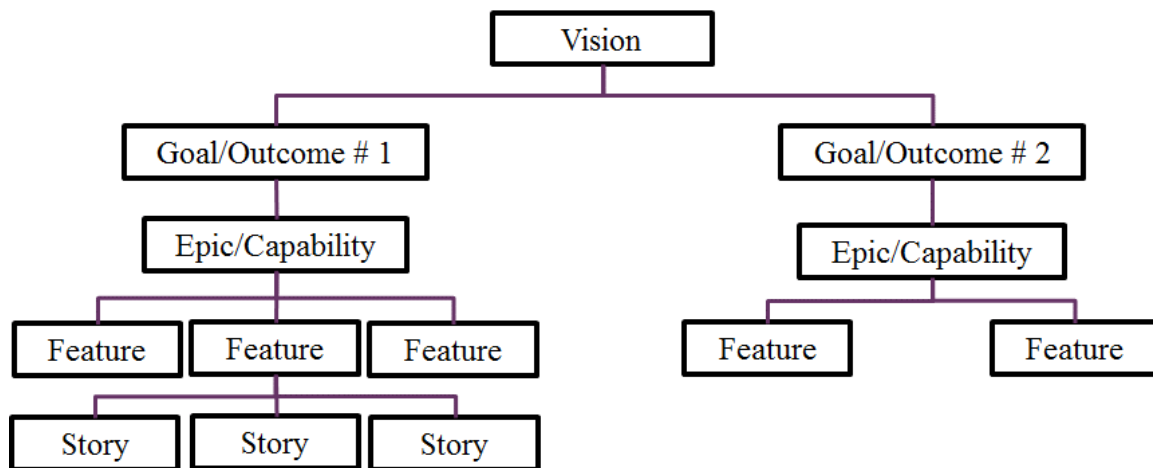 Vision
Goal/Outcome # 1
Goal/Outcome # 2
Epic/Capability
Epic/Capability
Feature
Feature
Feature
Feature
Feature
Story
Story
Story